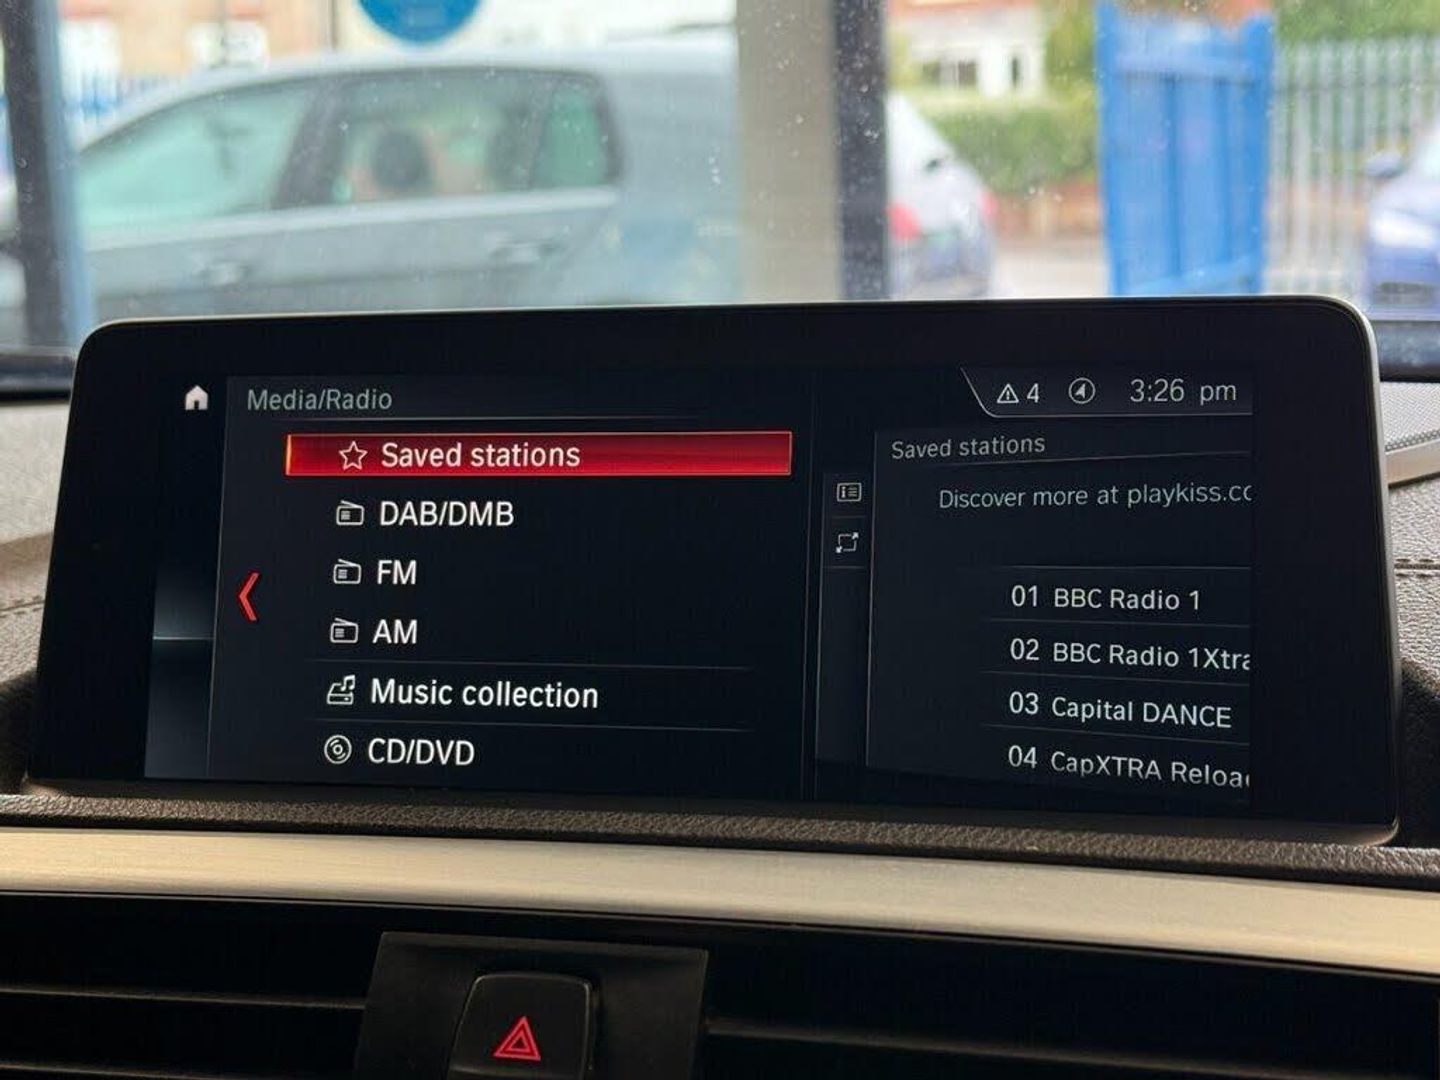 Media/Radio
4
3:26 pm
Saved stations
DAB/DMB
FM
AM
Music collection
CD/DVD
Saved stations
Discover more at playkiss.cc
01 BBC Radio 1
02 BBC Radio 1Xtra
03 Capital DANCE
04 CapXTRA Reloa